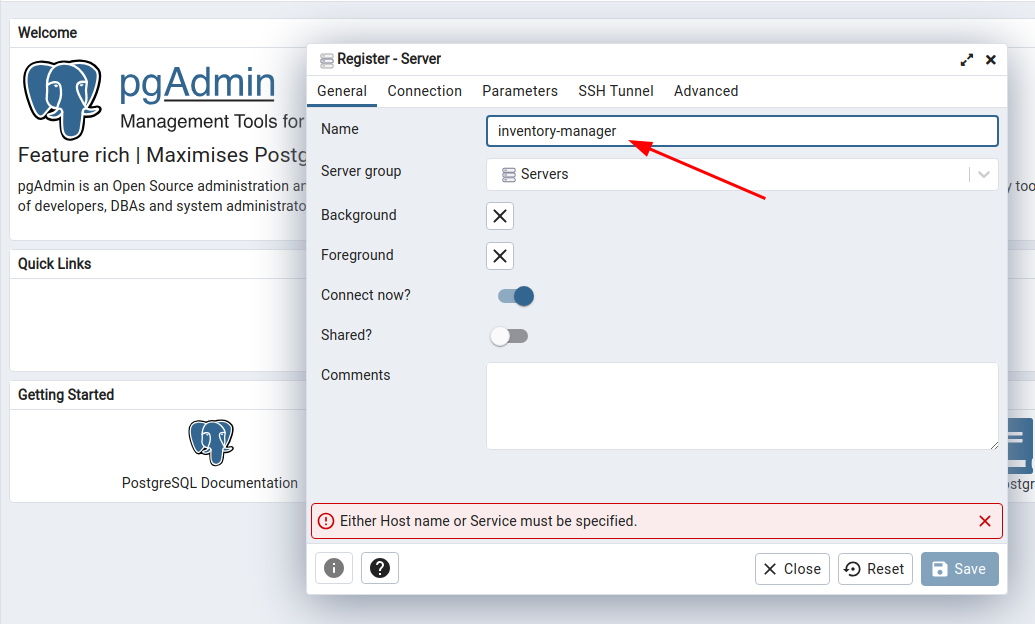 Welcome
pgAdmin
Management Tools for
Feature rich | Maximises Postg
pgAdmin is an Open Source administration an
of developers, DBAs and system administrato
y too
Quick Links
Getting Started
PostgreSQL Documentation
ostgr
Register - Server
General Connection Parameters SSH Tunnel Advanced
Name inventory-manager
Server group Servers
Background
Foreground
Connect now?
Shared?
Comments
Either Host name or Service must be specified.
Close Reset Save